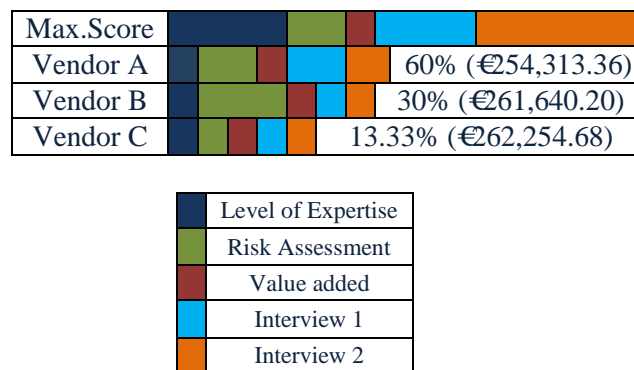 Max.Score
Vendor A 60% (€254,313.36)
Vendor B 30% (€261,640.20)
Vendor C 13.33% (€262,254.68)
Level of Expertise
Risk Assessment
Value added
Interview 1
Interview 2